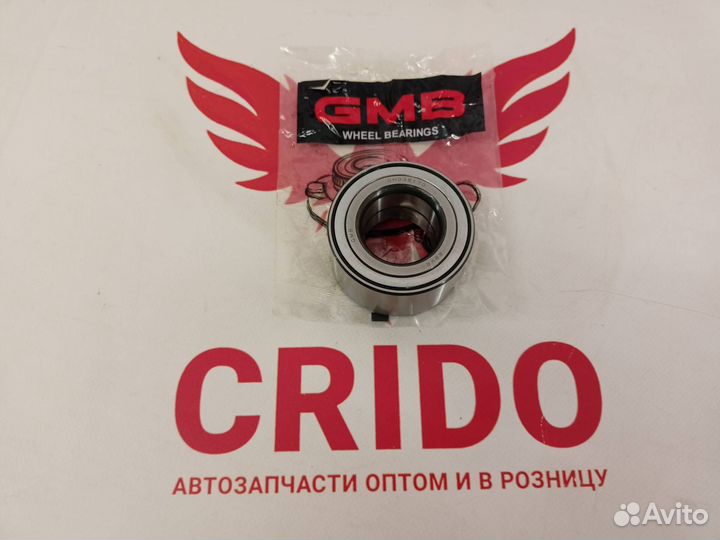 GMB
WHEEL BEARINGS
CRIDO
АВТОЗАПЧАСТИ ОПТОМ И В РОЗНИЦУ
Avito